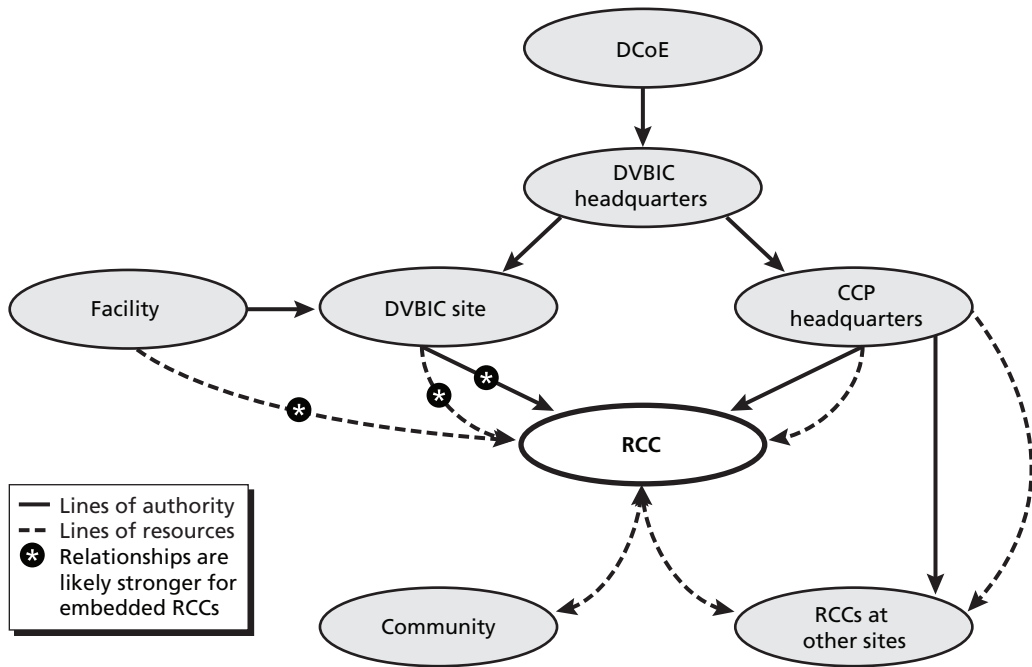 DCoE
DVBIC
headquarters
Facility
DVBIC site
CCP
headquarters
*
*
*
RCC
Lines of authority
Lines of resources
* Relationships are
likely stronger for
embedded RCCs
Community
RCCs at
other sites